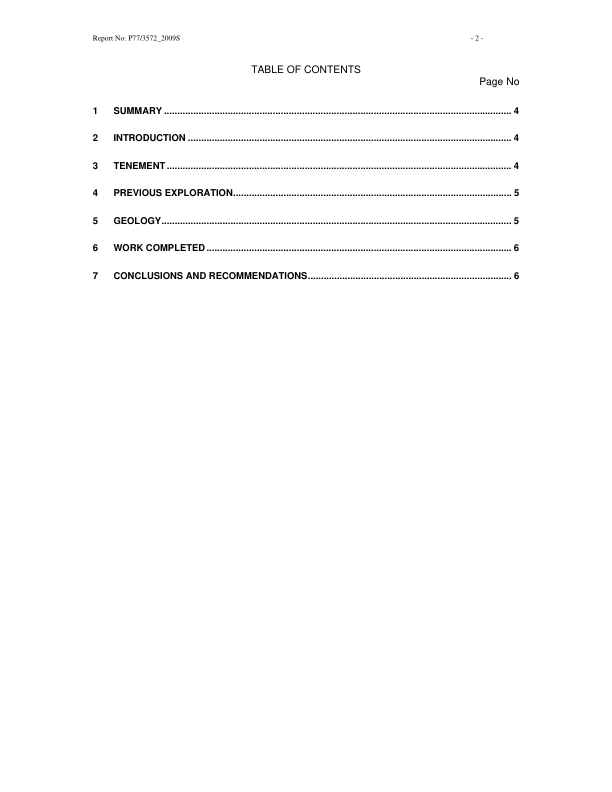 Report No: P77/3572_2009S - 2 -
TABLE OF CONTENTS
Page No
1 SUMMARY ........................................................................................................................ 4
2 INTRODUCTION ................................................................................................................ 4
3 TENEMENT ....................................................................................................................... 4
4 PREVIOUS EXPLORATION................................................................................................ 5
5 GEOLOGY......................................................................................................................... 5
6 WORK COMPLETED ......................................................................................................... 6
7 CONCLUSIONS AND RECOMMENDATIONS...................................................................... 6